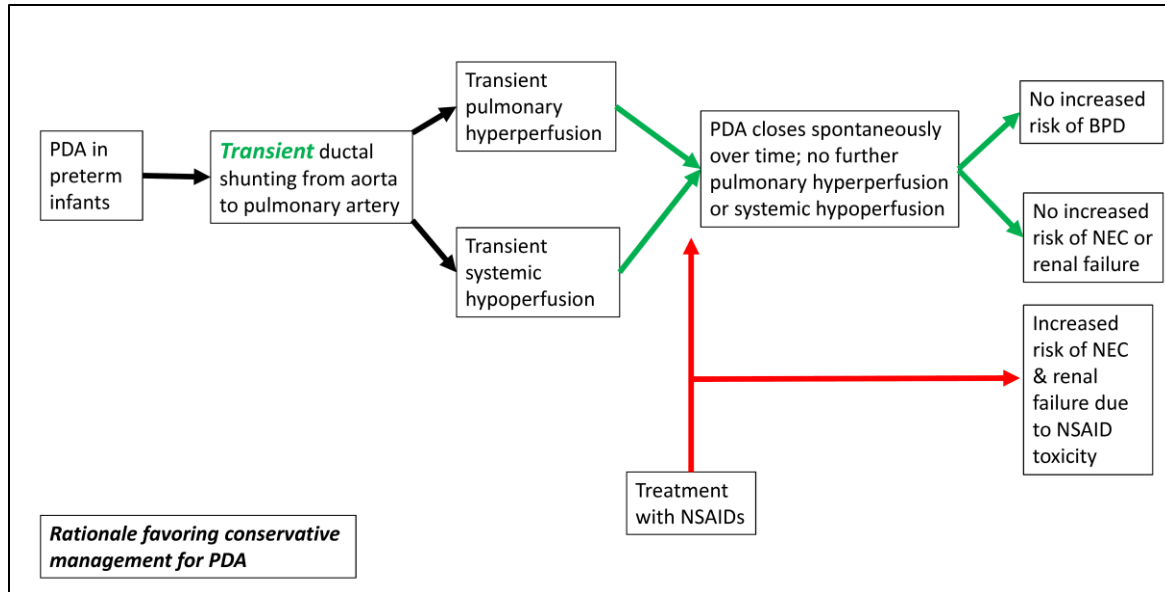 PDA in
preterm
infants
Transient ductal
shunting from aorta
to pulmonary artery
Transient
pulmonary
hyperperfusion
Transient
systemic
hypoperfusion
PDA closes spontaneously
over time; no further
pulmonary hyperperfusion
or systemic hypoperfusion
No increased
risk of BPD
No increased
risk of NEC or
renal failure
Increased
risk of NEC
& renal
failure due
to NSAID
toxicity
Treatment
with NSAIDs
Rationale favoring conservative
management for PDA